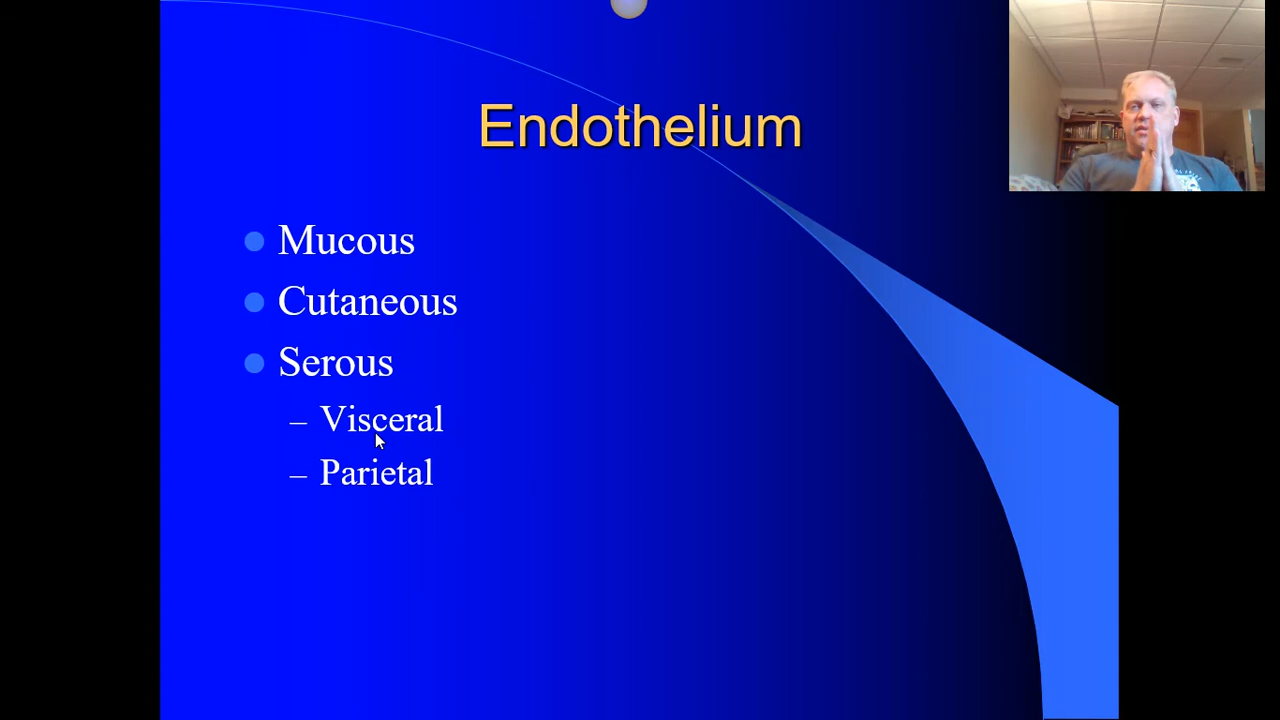 Endothelium
Mucous
Cutaneous
Serous
– Visceral
– Parietal